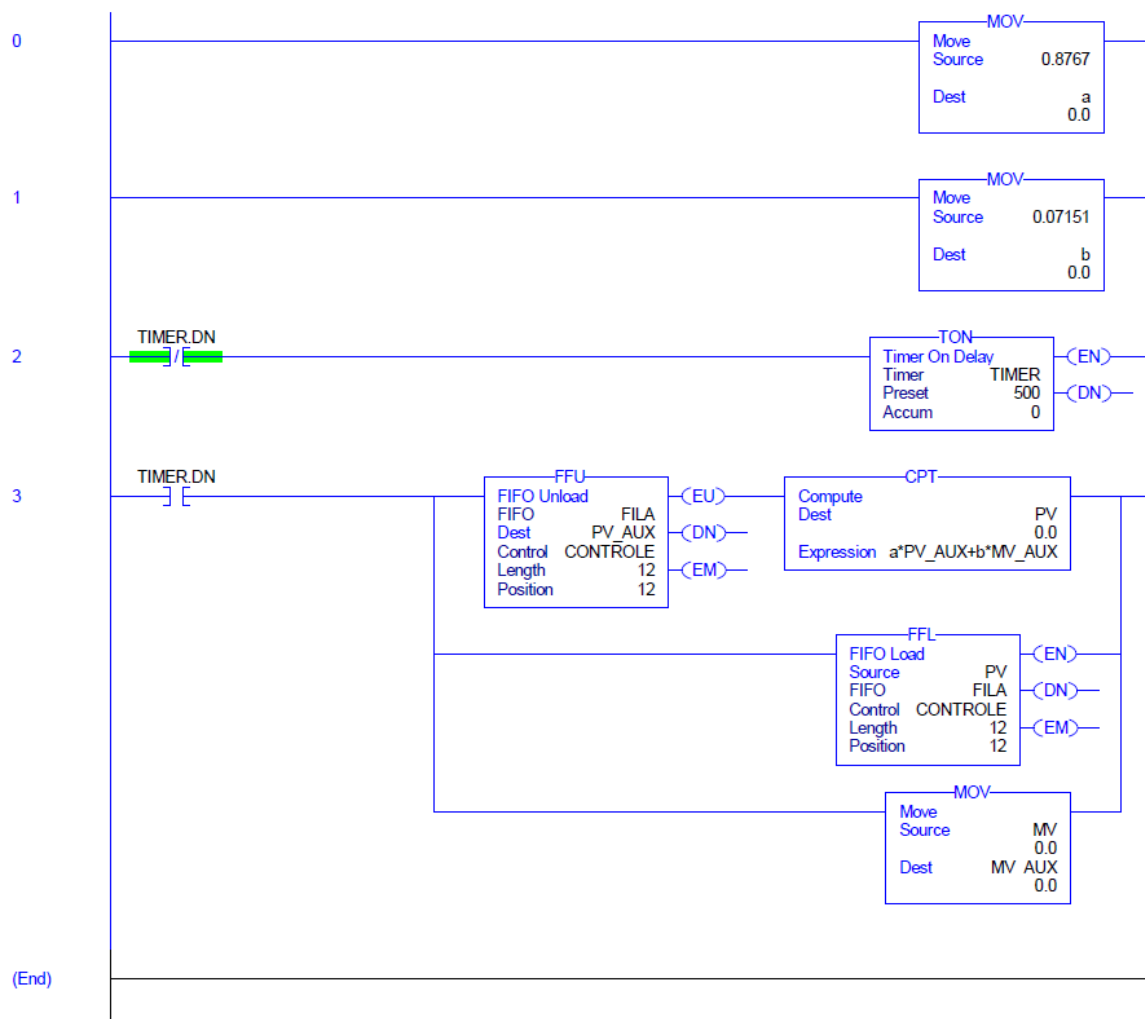 0
MOV
Move
Source 0.8767
Dest a
0.0
1
MOV
Move
Source 0.07151
Dest b
0.0
2
TIMER.DN
/
TON
Timer On Delay
Timer TIMER
Preset 500
Accum 0
(EN)
(DN)
3
TIMER.DN
FFU
FIFO Unload
FIFO FILA
Dest PV_AUX
Control CONTROLE
Length 12
Position 12
(EU)
(DN)
(EM)
CPT
Compute
Dest PV
0.0
Expression a*PV_AUX+b*MV_AUX
FFL
FIFO Load
Source PV
FIFO FILA
Control CONTROLE
Length 12
Position 12
(EN)
(DN)
(EM)
MOV
Move
Source MV
0.0
Dest MV_AUX
0.0
(End)